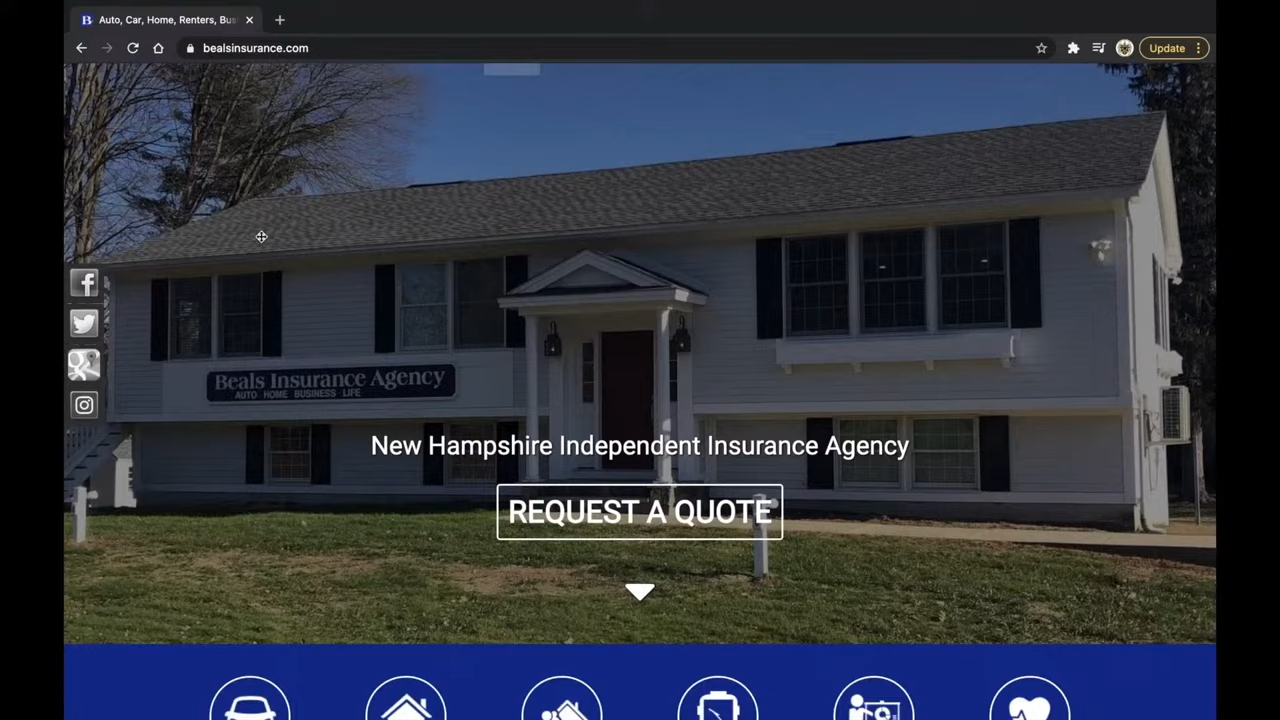 B Auto, Car, Home, Renters, Bus
bealsinsurance.com
Update
Beals Insurance Agency
AUTO HOME BUSINESS LIFE
New Hampshire Independent Insurance Agency
REQUEST A QUOTE